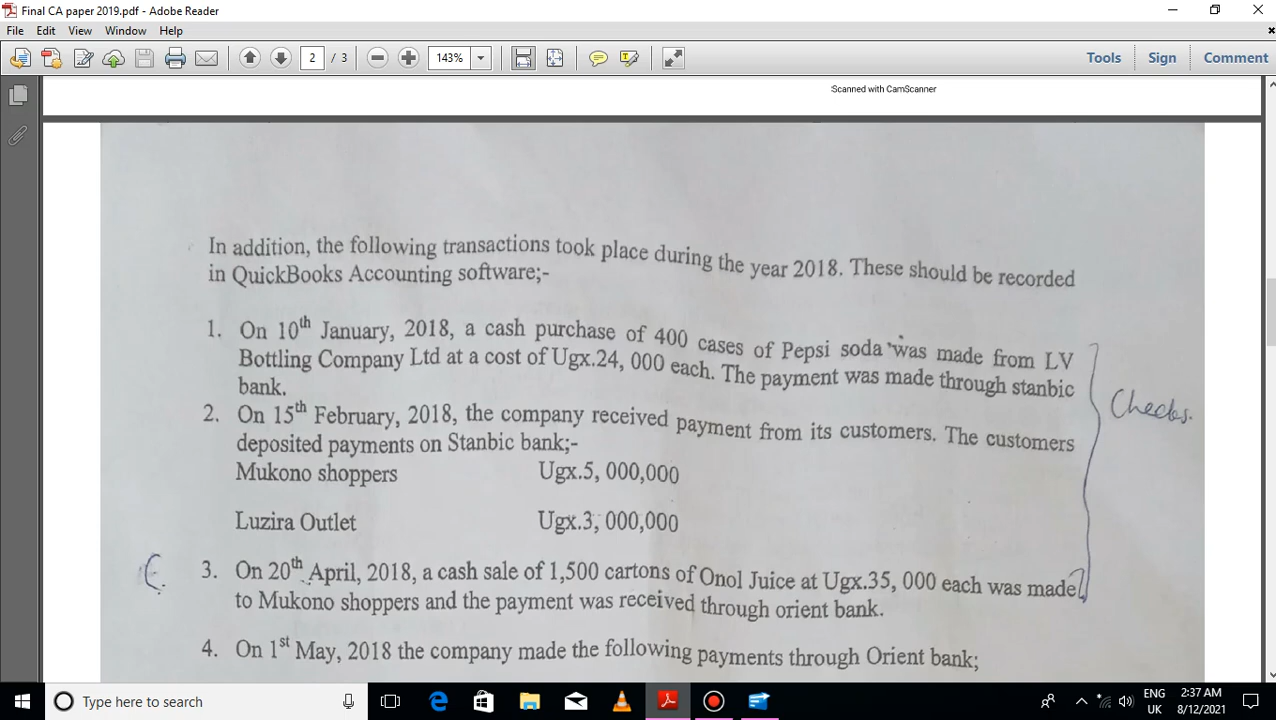 Final CA paper 2019.pdf - Adobe Reader
File Edit View Window Help
2 / 3 143% Tools Sign Comment
Scanned with CamScanner
In addition, the following transactions took place during the year 2018. These should be recorded
in QuickBooks Accounting software;-
1. On 10th January, 2018, a cash purchase of 400 cases of Pepsi soda was made from LV
Bottling Company Ltd at a cost of Ugx.24, 000 each. The payment was made through stanbic
bank.
Checks.
2. On 15th February, 2018, the company received payment from its customers. The customers
deposited payments on Stanbic bank;-
Mukono shoppers Ugx.5, 000,000
Luzira Outlet Ugx.3, 000,000
3. On 20th April, 2018, a cash sale of 1,500 cartons of Onol Juice at Ugx.35, 000 each was made
to Mukono shoppers and the payment was received through orient bank.
4. On 1st May, 2018 the company made the following payments through Orient bank;
Type here to search
ENG 2:37 AM
UK 8/12/2021